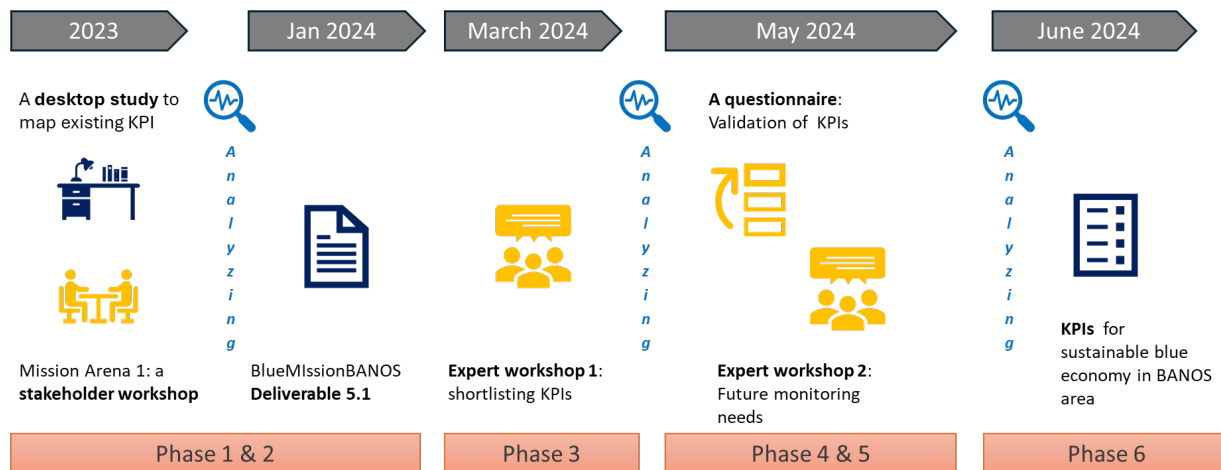 2023
Jan 2024
March 2024
May 2024
June 2024
A desktop study to
map existing KPI
Mission Arena 1: a
stakeholder workshop
Analyzing
BlueMIssionBANOS
Deliverable 5.1
Expert workshop 1:
shortlisting KPIs
Analyzing
A questionnaire:
Validation of KPIs
Expert workshop 2:
Future monitoring
needs
Analyzing
KPIs for
sustainable blue
economy in BANOS
area
Phase 1 & 2
Phase 3
Phase 4 & 5
Phase 6